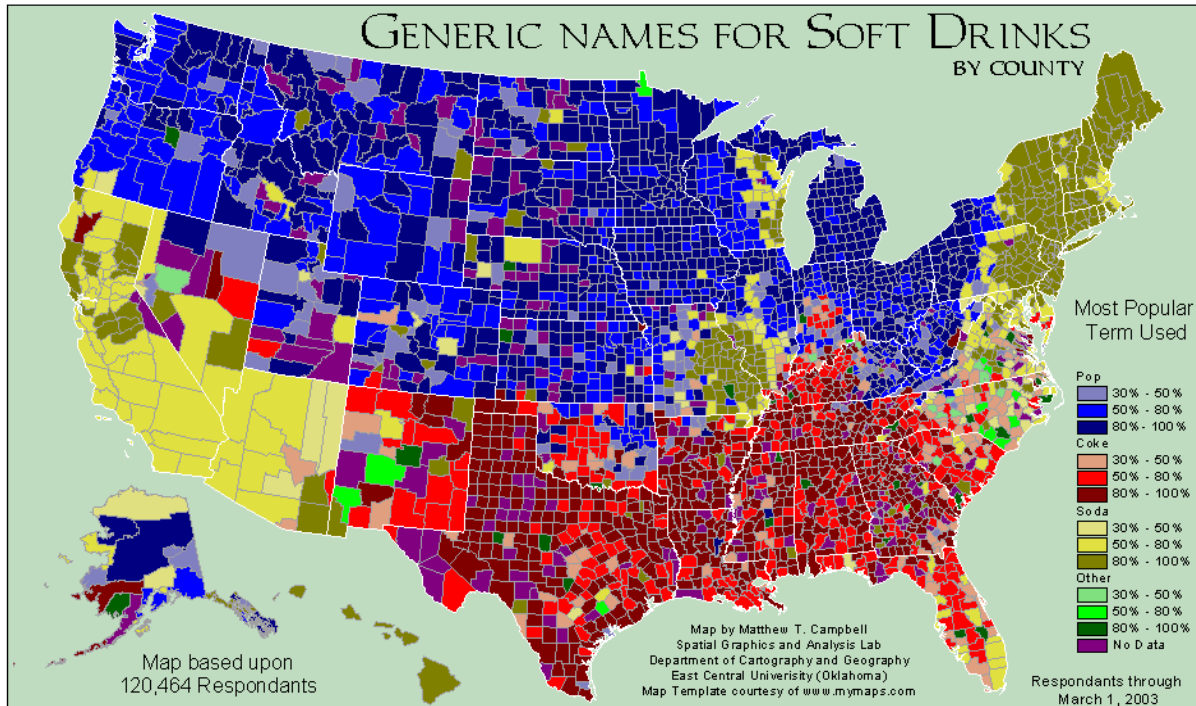 Generic names for Soft Drinks
by county
Most Popular
Term Used
Pop
30% - 50%
50% - 80%
80% - 100%
Coke
30% - 50%
50% - 80%
80% - 100%
Soda
30% - 50%
50% - 80%
80% - 100%
Other
30% - 50%
50% - 80%
80% - 100%
No Data
Map based upon
120,464 Respondants
Map by Matthew T. Campbell
Spatial Graphics and Analysis Lab
Department of Cartography and Geography
East Central Univerisity (Oklahoma)
Map Template courtesy of www.mymaps.com
Respondants through
March 1, 2003